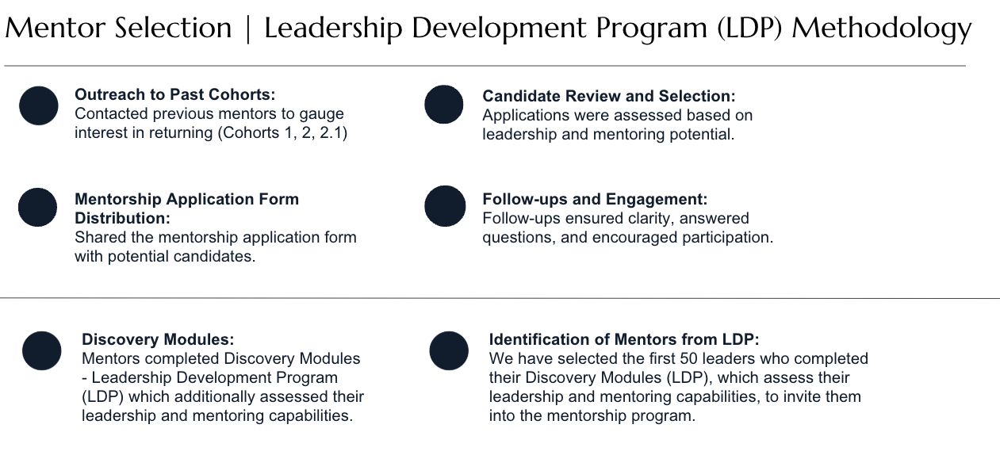 Mentor Selection | Leadership Development Program (LDP) Methodology
Outreach to Past Cohorts:
Contacted previous mentors to gauge
interest in returning (Cohorts 1, 2, 2.1)
Candidate Review and Selection:
Applications were assessed based on
leadership and mentoring potential.
Mentorship Application Form
Distribution:
Shared the mentorship application form
with potential candidates.
Follow-ups and Engagement:
Follow-ups ensured clarity, answered
questions, and encouraged participation.
Discovery Modules:
Mentors completed Discovery Modules
- Leadership Development Program
(LDP) which additionally assessed their
leadership and mentoring capabilities.
Identification of Mentors from LDP:
We have selected the first 50 leaders who completed
their Discovery Modules (LDP), which assess their
leadership and mentoring capabilities, to invite them
into the mentorship program.